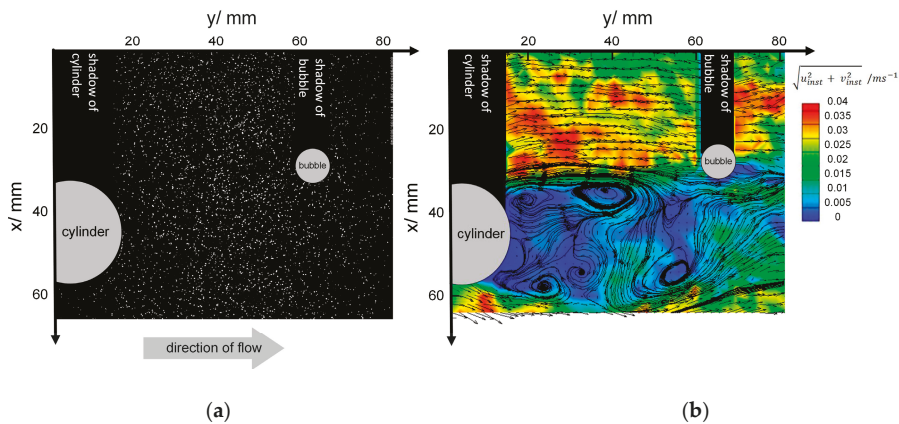 y/ mm
20
40
60
80
shadow of
cylinder
shadow of
bubble
20
40
60
x/ mm
bubble
cylinder
direction of flow
(a)
y/ mm
20
40
60
80
shadow of
cylinder
shadow of
bubble
20
40
60
x/ mm
bubble
cylinder
√u²inst + v²inst /ms⁻¹
0.04
0.035
0.03
0.025
0.02
0.015
0.01
0.005
0
(b)